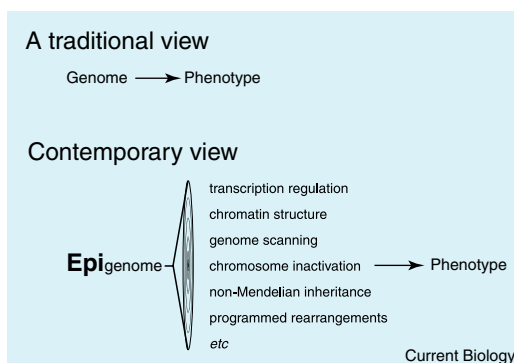 A traditional view
Genome Phenotype
Contemporary view
transcription regulation
chromatin structure
genome scanning
Epigenome chromosome inactivation Phenotype
non-Mendelian inheritance
programmed rearrangements
etc
Current Biology